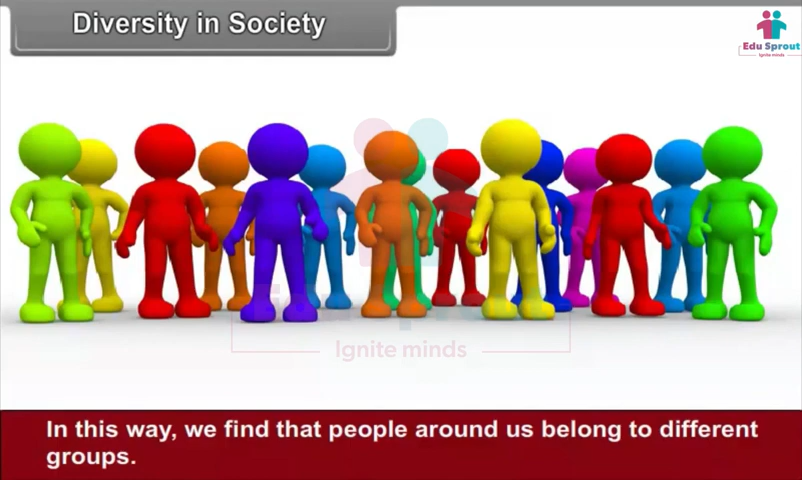 Diversity in Society
Edu Sprout
Ignite minds
Ignite minds
In this way, we find that people around us belong to different
groups.